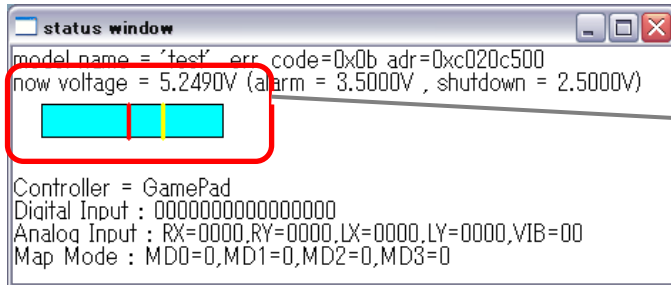 status window
model name = 'test'  err_code=0x0b adr=0xc020c500
now voltage = 5.2490V (alarm = 3.5000V , shutdown = 2.5000V)
Controller = GamePad
Digital Input : 0000000000000000
Analog Input : RX=0000,RY=0000,LX=0000,LY=0000,VIB=00
Map Mode : MD0=0,MD1=0,MD2=0,MD3=0